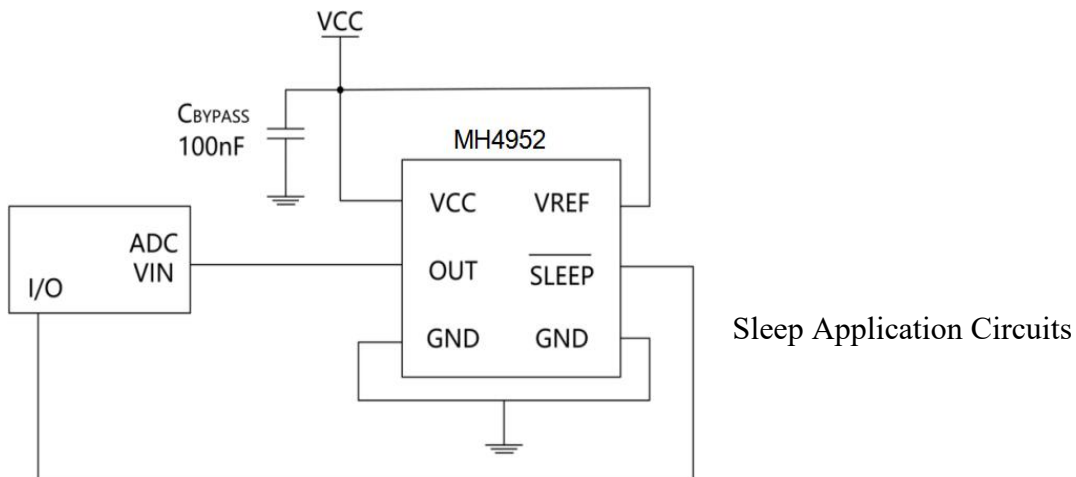 VCC
CBYPASS
100nF
MH4952
VCC VREF
ADC
VIN
OUT SLEEP
I/O
GND GND
Sleep Application Circuits